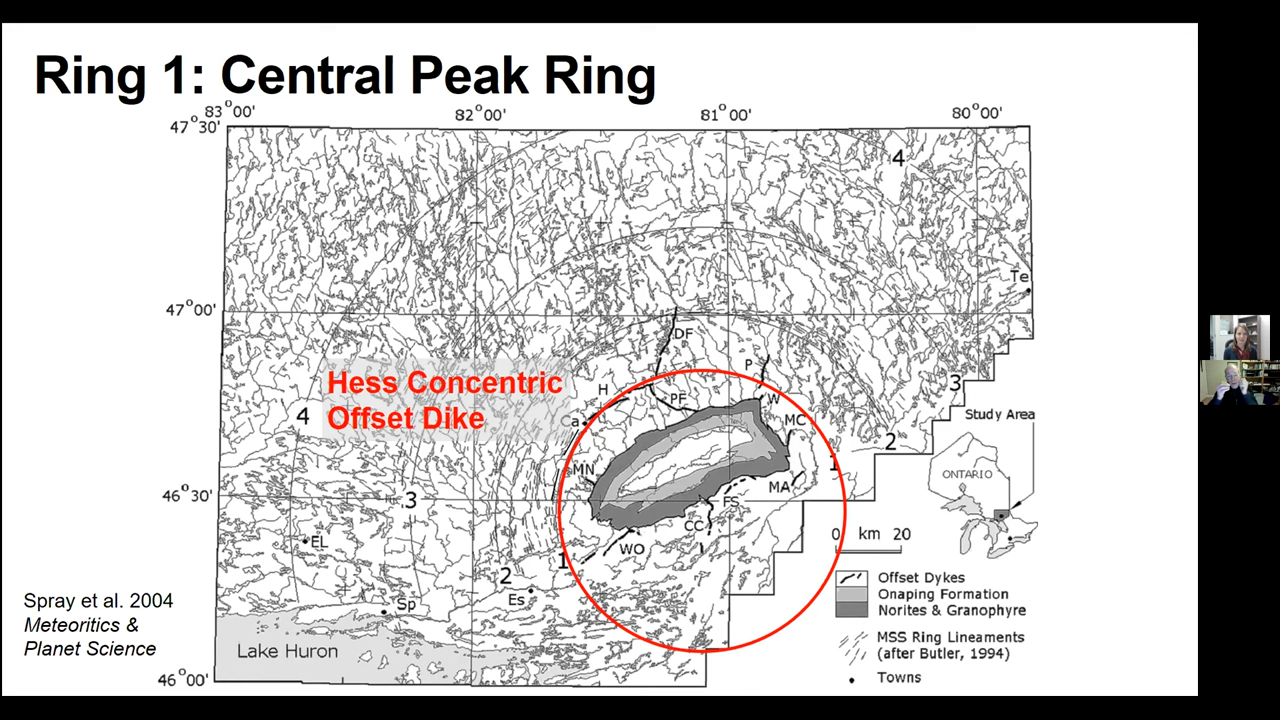 Ring 1: Central Peak Ring
83°00'
82°00'
81°00'
80°00'
47°30'
4
Te
47°00'
DF
P
3
Hess Concentric
Offset Dike
H
PF
W
Study Area
4
Ca
MC
2
1
ONTARIO
MN
46°30'
3
MA
FS
CC
0 km 20
EL
WO
1
2
Es
Sp
Offset Dykes
Onaping Formation
Norites & Granophyre
MSS Ring Lineaments
(after Butler, 1994)
Towns
Spray et al. 2004
Meteoritics &
Planet Science
Lake Huron
46°00'